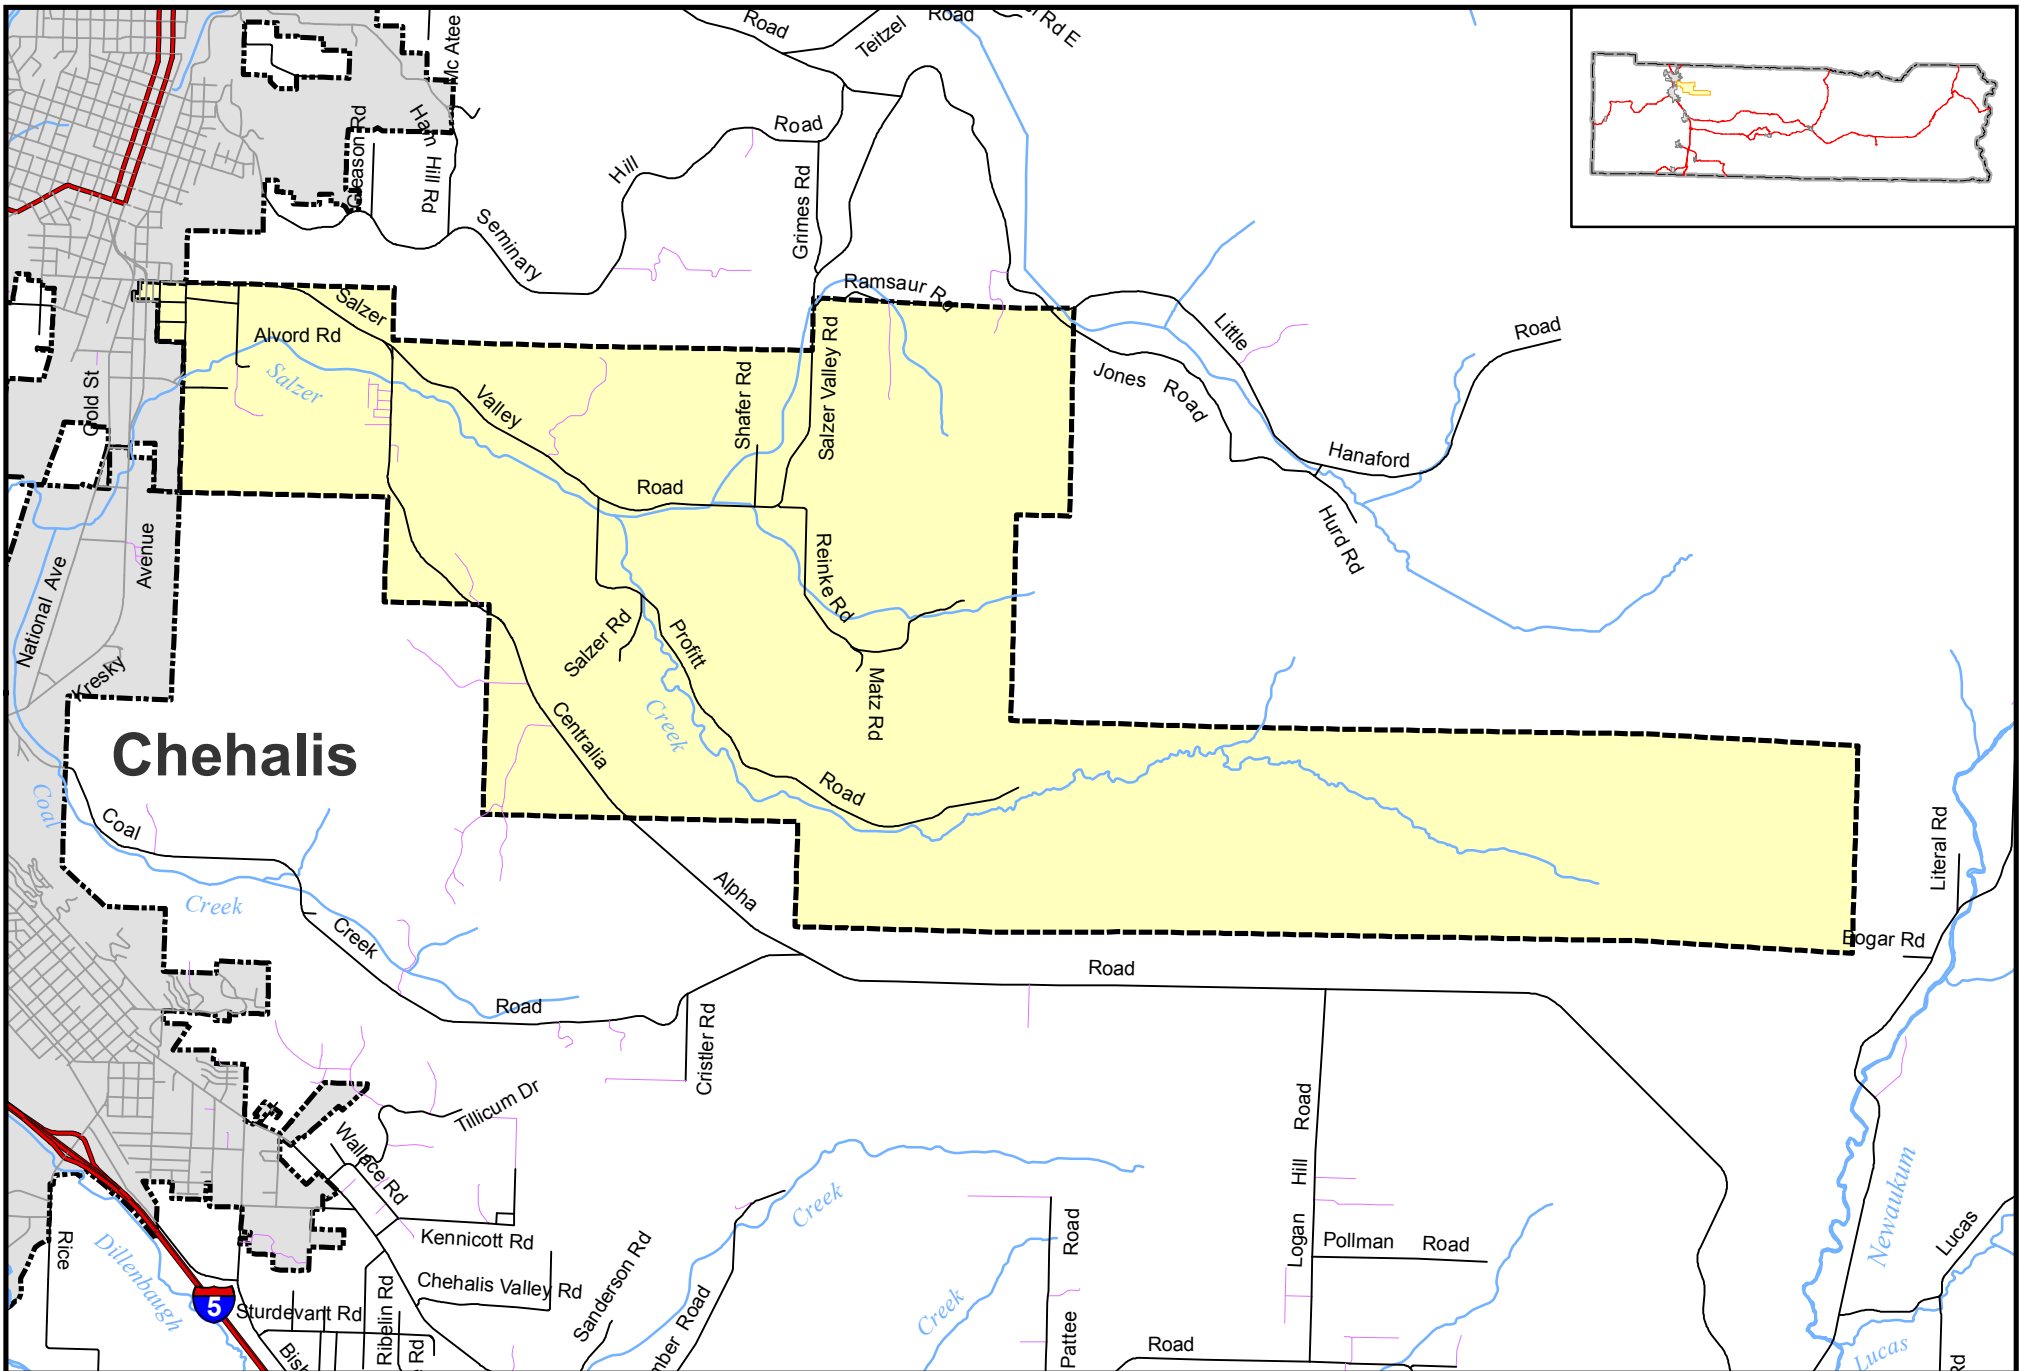 Road
Teitzel
Road
Rd E
Mc Atee
Gleason Rd
Ham Hill Rd
Hill
Road
Grimes Rd
Seminary
Ramsaur Rd
Salzer
Alvord Rd
Salzer
Valley
Shafer Rd
Salzer Valley Rd
Little
Road
Jones Road
Hanaford
Gold St
Road
Hurd Rd
Avenue
National Ave
Kresky
Reinke Rd
Salzer Rd
Profitt
Matz Rd
Creek
Centralia
Road
Chehalis
Coal
Coal
Creek
Creek
Alpha
Road
Road
Literal Rd
Bogar Rd
Cristler Rd
Tillicum Dr
Wallace Rd
Logan Hill Road
Creek
Newaukum
Lucas
Kennicott Rd
Pollman Road
Rice
Dillenbaugh
Chehalis Valley Rd
Sanderson Rd
5
Sturdevant Rd
Ribelin Rd
Rd
mber Road
Creek
Pattee Road
Road
Lucas
Rd